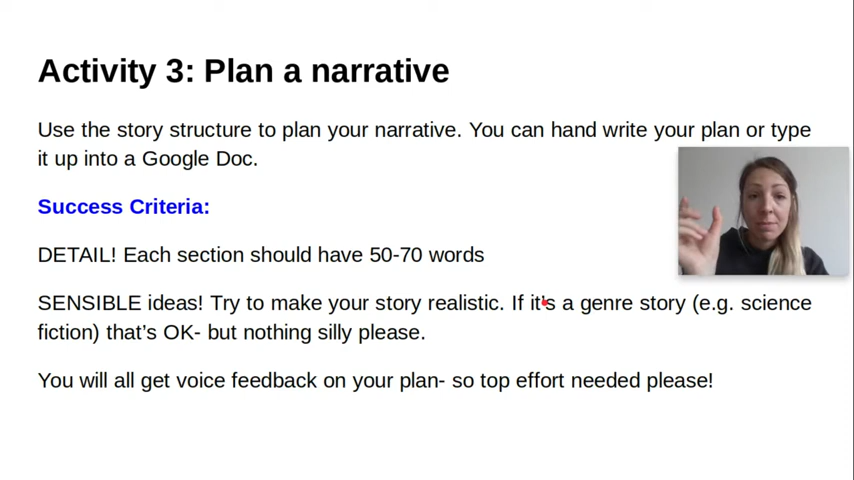 Activity 3: Plan a narrative
Use the story structure to plan your narrative. You can hand write your plan or type
it up into a Google Doc.
Success Criteria:
DETAIL! Each section should have 50-70 words
SENSIBLE ideas! Try to make your story realistic. If it's a genre story (e.g. science
fiction) that’s OK- but nothing silly please.
You will all get voice feedback on your plan- so top effort needed please!